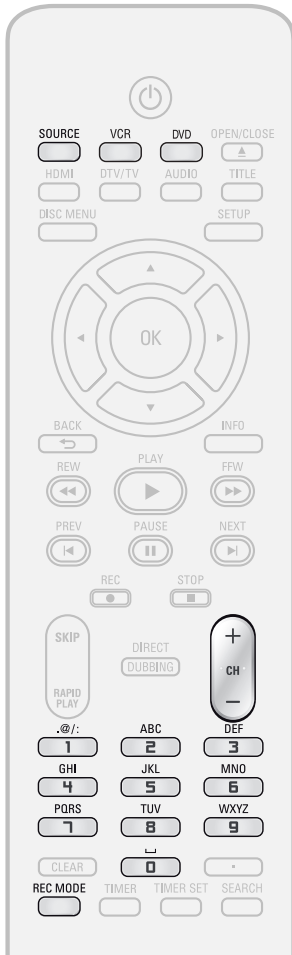 SOURCE VCR DVD OPEN/CLOSE
HDMI DTV/TV AUDIO TITLE
DISC MENU SETUP
OK
BACK INFO
REW PLAY FFW
PREV PAUSE NEXT
REC STOP
SKIP
RAPID
PLAY
DIRECT
DUBBING
+
CH
−
.@/: ABC DEF
1 2 3
GHI JKL MNO
4 5 6
PQRS TUV WXYZ
7 8 9
CLEAR 0 .
REC MODE TIMER TIMER SET SEARCH